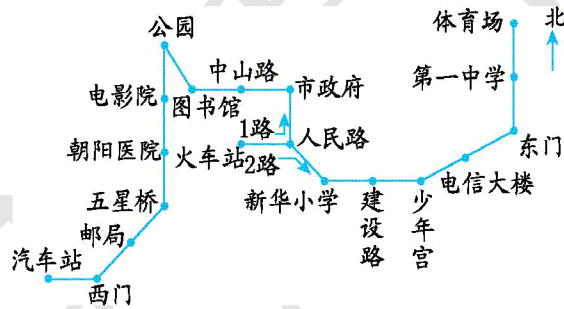 体育场
北
公园
中山路
市政府
第一中学
电影院
图书馆
1路
人民路
朝阳医院
火车站
2路
东门
五星桥
新华小学
建设路
少年宫
电信大楼
邮局
汽车站
西门